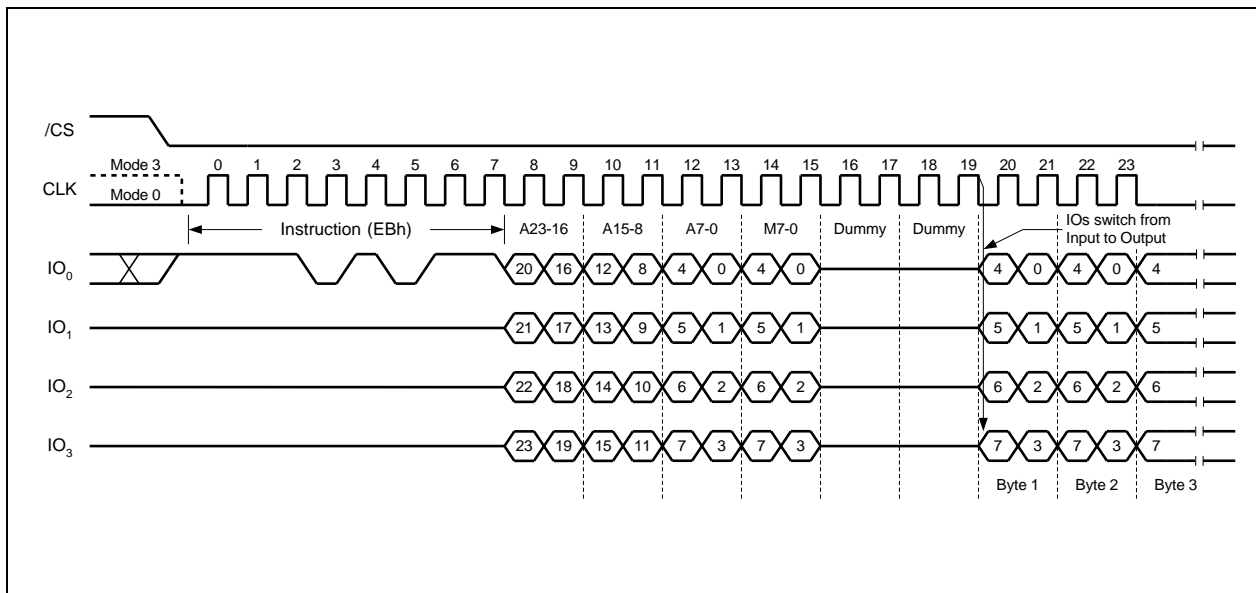 /CS
Mode 3 0 1 2 3 4 5 6 7 8 9 10 11 12 13 14 15 16 17 18 19 20 21 22 23
CLK
Mode 0
Instruction (EBh) A23-16 A15-8 A7-0 M7-0 Dummy Dummy
IOs switch from
Input to Output
IO0 20 16 12 8 4 0 4 0 4 0 4 0 4
IO1 21 17 13 9 5 1 5 1 5 1 5 1 5
IO2 22 18 14 10 6 2 6 2 6 2 6 2 6
IO3 23 19 15 11 7 3 7 3 7 3 7 3 7
Byte 1 Byte 2 Byte 3